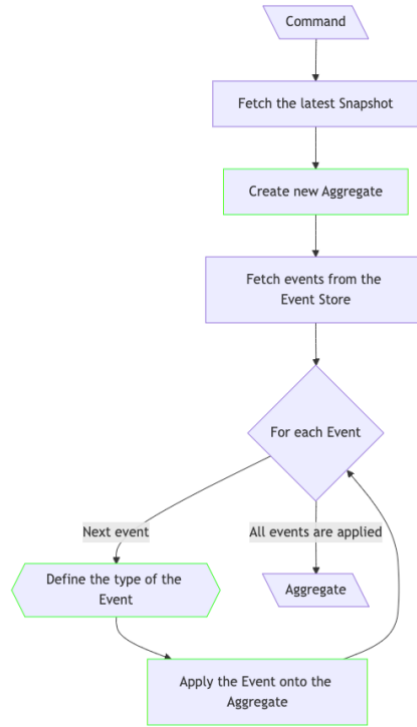 Command
Fetch the latest Snapshot
Create new Aggregate
Fetch events from the
Event Store
For each Event
Next event
All events are applied
Define the type of the
Event
Aggregate
Apply the Event onto the
Aggregate